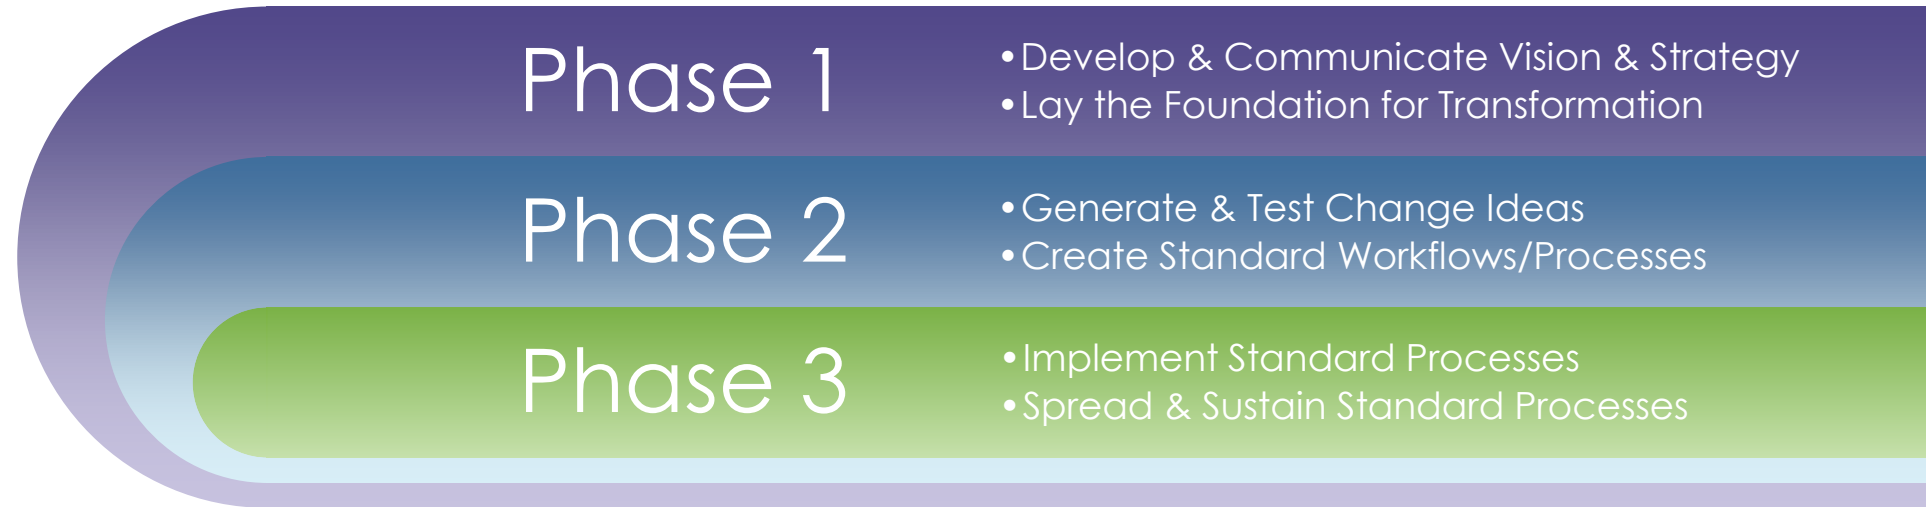 Phase 1
•Develop & Communicate Vision & Strategy
•Lay the Foundation for Transformation
Phase 2
•Generate & Test Change Ideas
•Create Standard Workflows/Processes
Phase 3
•Implement Standard Processes
•Spread & Sustain Standard Processes